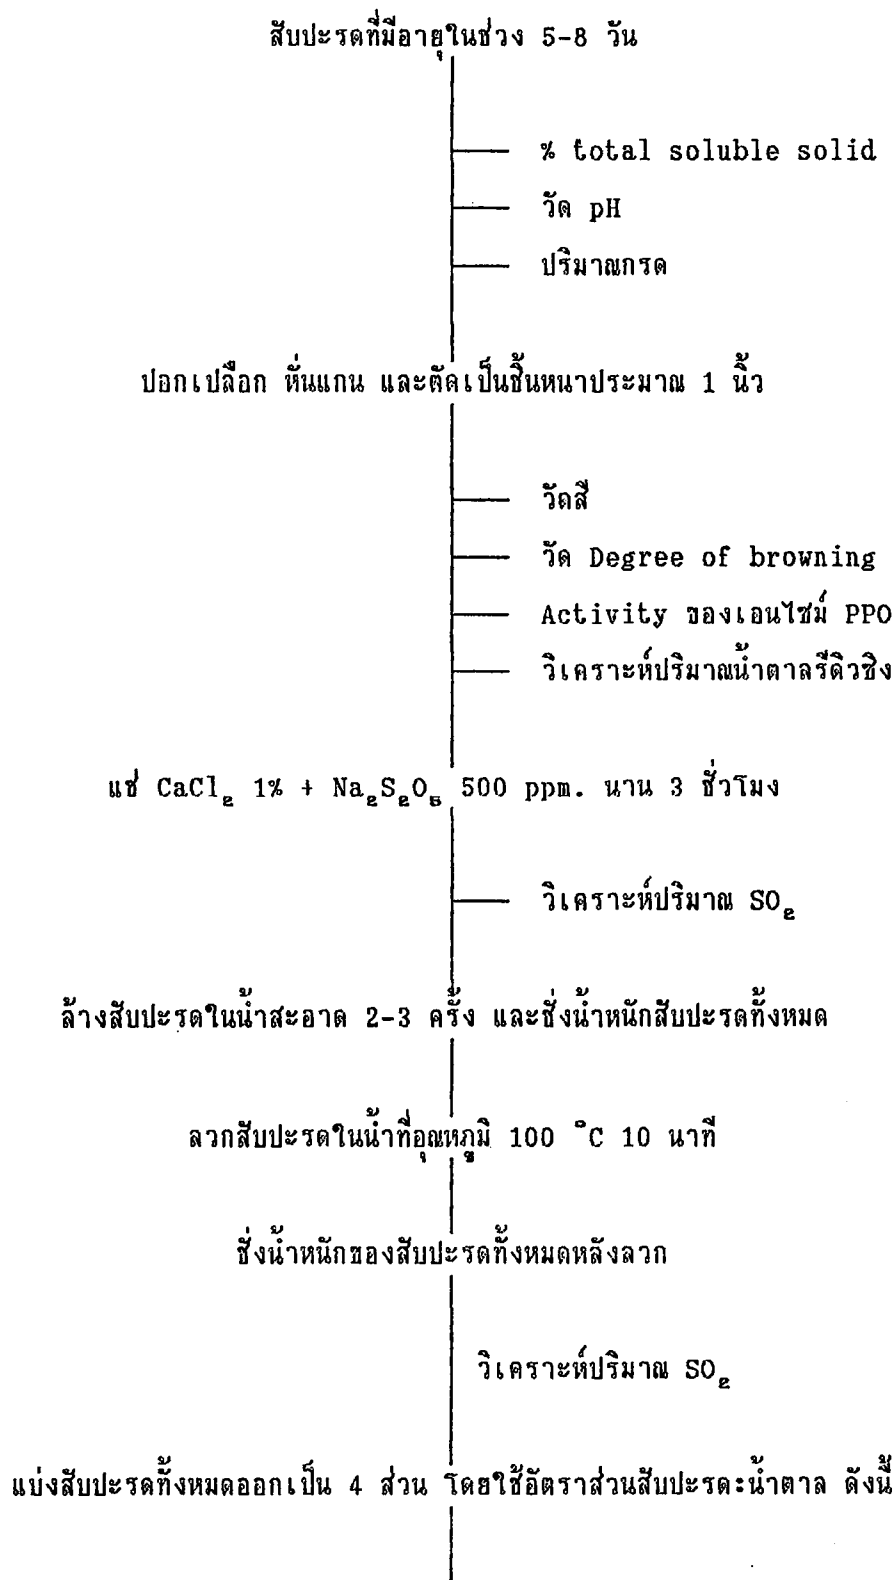 สับปะรดที่มีอายุในช่วง 5-8 วัน
% total soluble solid
วัด pH
ปริมาณกรด
ปอกเปลือก หั่นแกน และตัดเป็นชิ้นหนาประมาณ 1 นิ้ว
วัดสี
วัด Degree of browning
Activity ของเอนไซม์ PPO
วิเคราะห์ปริมาณน้ำตาลรีดิวซิง
แช่ CaCl₂ 1% + Na₂S₂O₅ 500 ppm. นาน 3 ชั่วโมง
วิเคราะห์ปริมาณ SO₂
ล้างสับปะรดในน้ำสะอาด 2-3 ครั้ง และชั่งน้ำหนักสับปะรดทั้งหมด
ลวกสับปะรดในน้ำที่อุณหภูมิ 100 °C 10 นาที
ชั่งน้ำหนักของสับปะรดทั้งหมดหลังลวก
วิเคราะห์ปริมาณ SO₂
แบ่งสับปะรดทั้งหมดออกเป็น 4 ส่วน โดยใช้อัตราส่วนสับปะรด:น้ำตาล ดังนี้